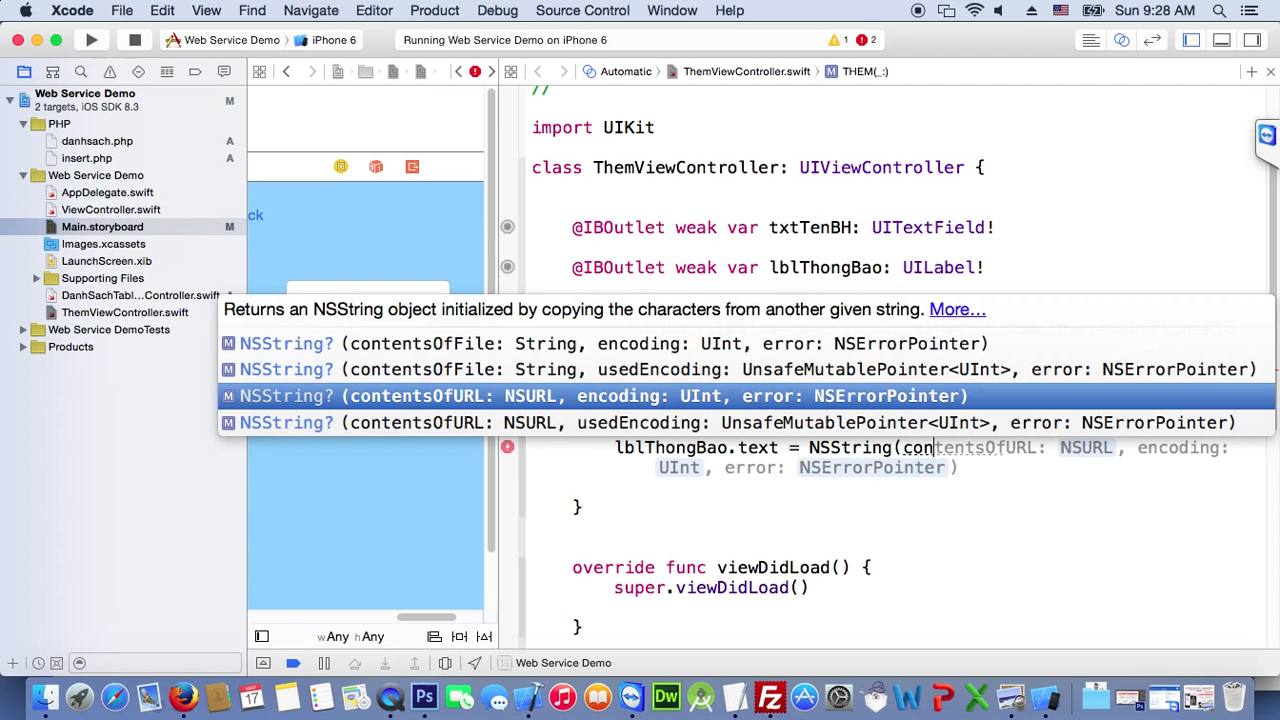 Xcode File Edit View Find Navigate Editor Product Debug Source Control Window Help Sun 9:28 AM
Web Service Demo iPhone 6 Running Web Service Demo on iPhone 6 1 2
Automatic ThemViewController.swift M THEM(_:)
Web Service Demo M
2 targets, iOS SDK 8.3
//
PHP
import UIKit
danhsach.php A
insert.php A
class ThemViewController: UIViewController {
Web Service Demo
AppDelegate.swift
ViewController.swift
ck
Main.storyboard M
@IBOutlet weak var txtTenBH: UITextField!
Images.xcassets
LaunchScreen.xib
@IBOutlet weak var lblThongBao: UILabel!
Supporting Files
DanhSachTabl...Controller.swift
ThemViewController.swift
Returns an NSString object initialized by copying the characters from another given string. More...
Web Service DemoTests
Products
M NSString? (contentsOfFile: String, encoding: UInt, error: NSErrorPointer)
M NSString? (contentsOfFile: String, usedEncoding: UnsafeMutablePointer<UInt>, error: NSErrorPointer)
M NSString? (contentsOfURL: NSURL, encoding: UInt, error: NSErrorPointer)
M NSString? (contentsOfURL: NSURL, usedEncoding: UnsafeMutablePointer<UInt>, error: NSErrorPointer)
lblThongBao.text = NSString(contentsOfURL: NSURL, encoding:
UInt, error: NSErrorPointer)
}
override func viewDidLoad() {
super.viewDidLoad()
}
wAny hAny
Web Service Demo
MAY
17
Dw
Ps
Fz
W
P
X